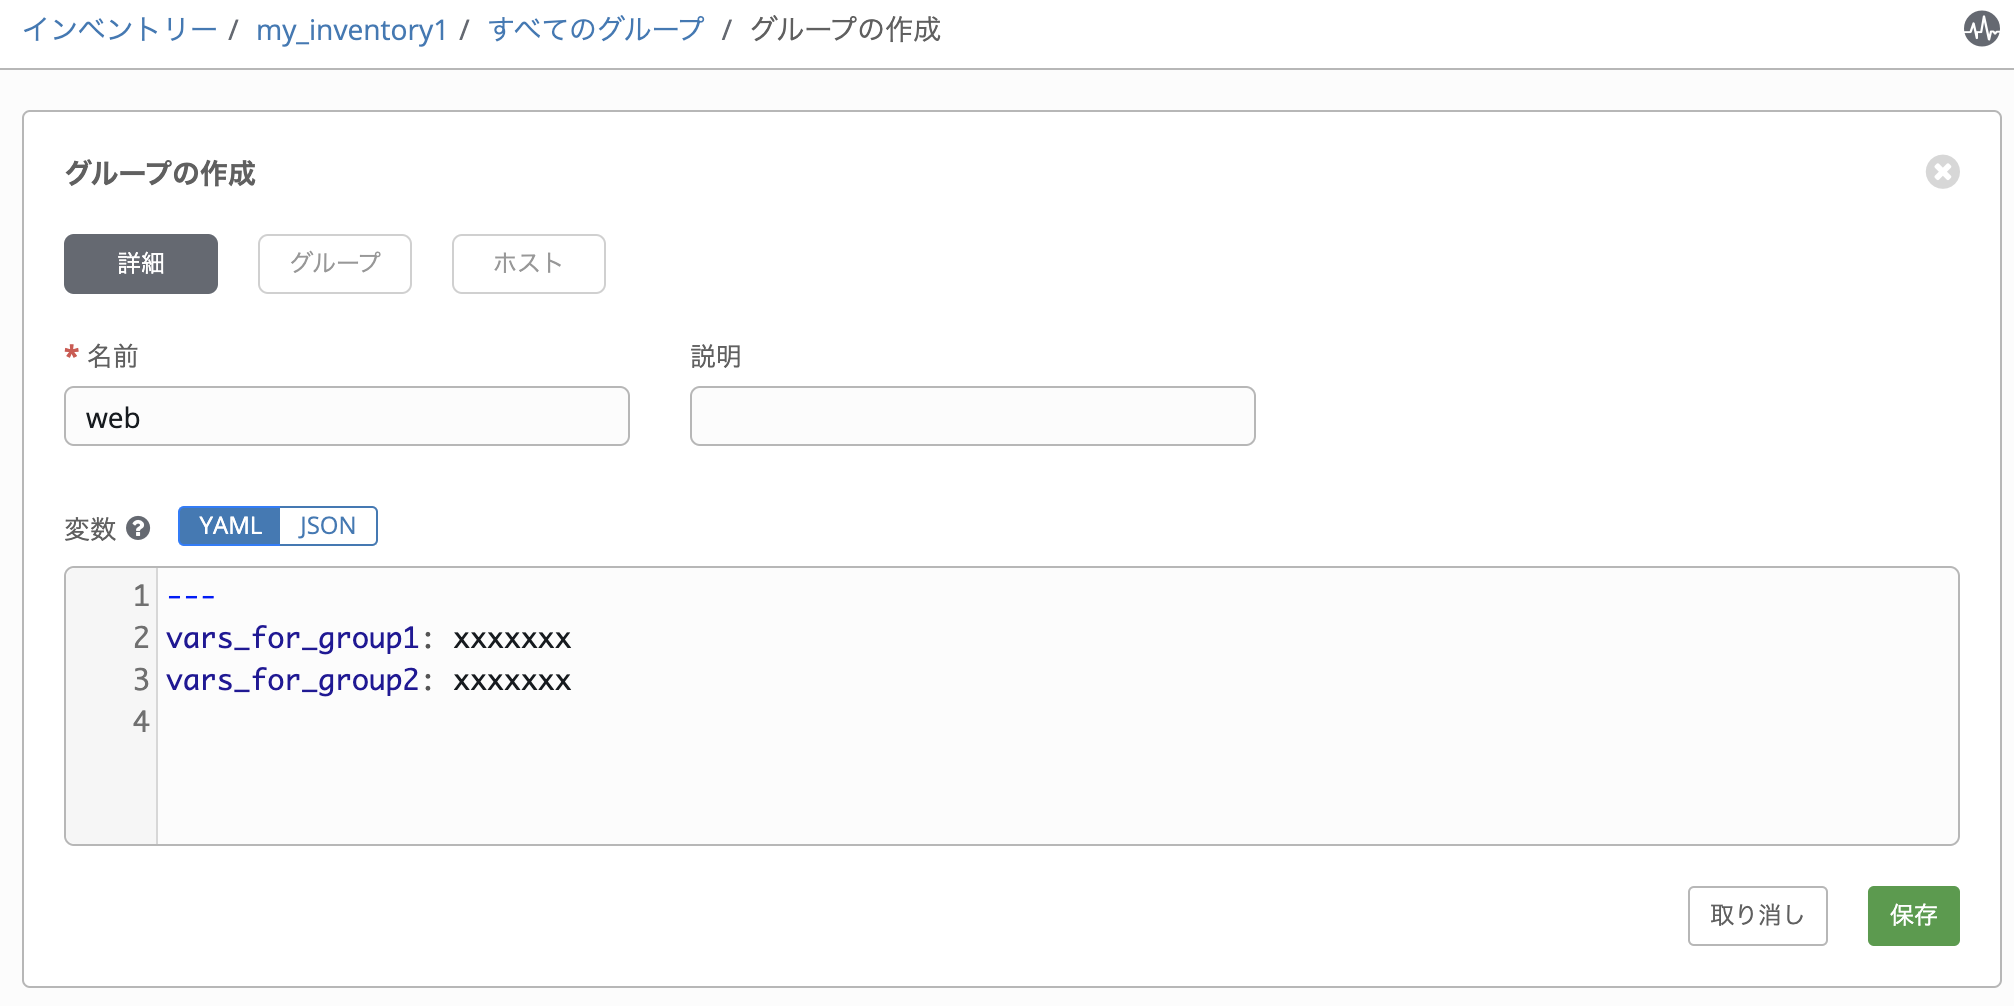 インベントリー / my_inventory1 / すべてのグループ / グループの作成
グループの作成
詳細 グループ ホスト
* 名前 説明
web
変数 ? YAML JSON
1 ---
2 vars_for_group1: xxxxxxx
3 vars_for_group2: xxxxxxx
4
取り消し 保存